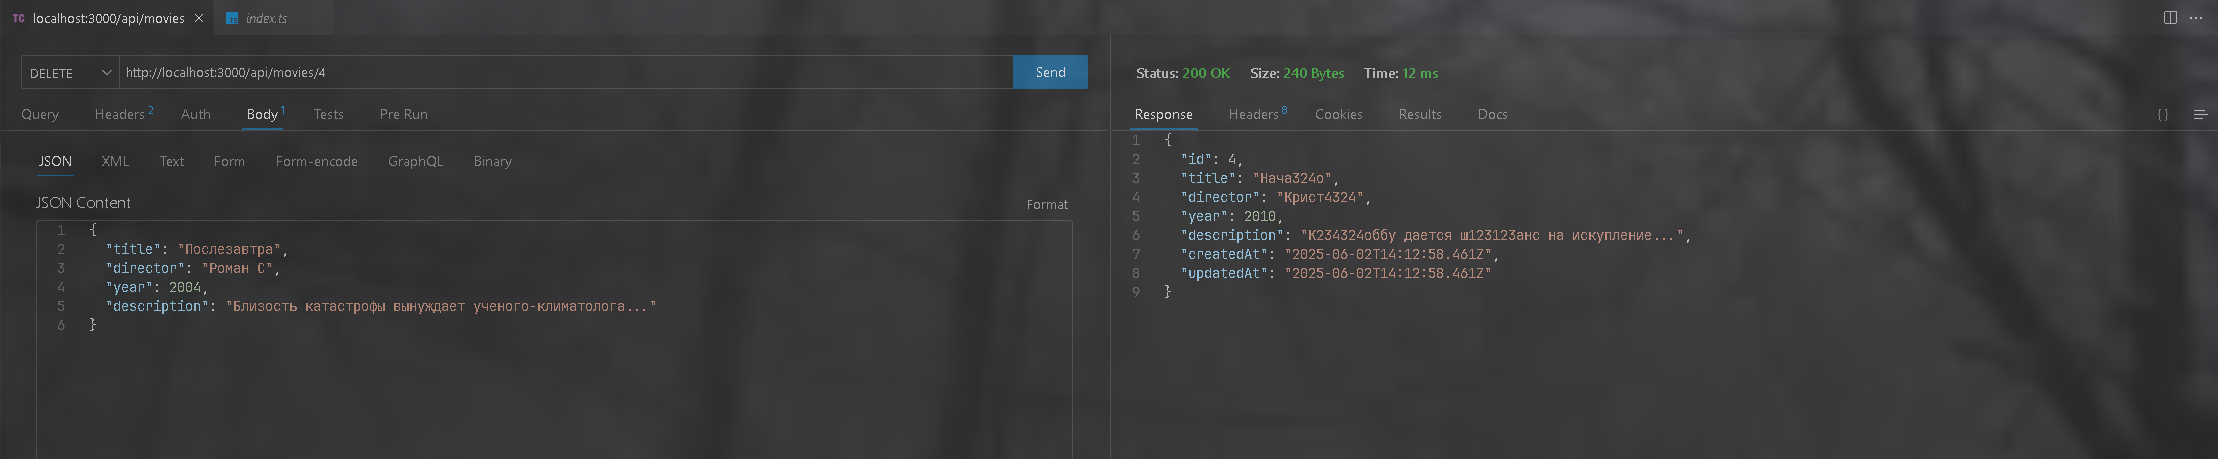 TC localhost:3000/api/movies
TS index.ts
DELETE http://localhost:3000/api/movies/4 Send
Query Headers 2 Auth Body 1 Tests Pre Run
JSON XML Text Form Form-encode GraphQL Binary
JSON Content Format
1 {
2 "title": "Послезавтра",
3 "director": "Роман С",
4 "year": 2004,
5 "description": "Близость катастрофы вынуждает ученого-климатолога..."
6 }
Status: 200 OK Size: 240 Bytes Time: 12 ms
Response Headers 8 Cookies Results Docs {}
1 {
2 "id": 4,
3 "title": "Нача324о",
4 "director": "Крист4324",
5 "year": 2010,
6 "description": "К234324оббу дается ш123123анс на искупление...",
7 "createdAt": "2025-06-02T14:12:58.461Z",
8 "updatedAt": "2025-06-02T14:12:58.461Z"
9 }